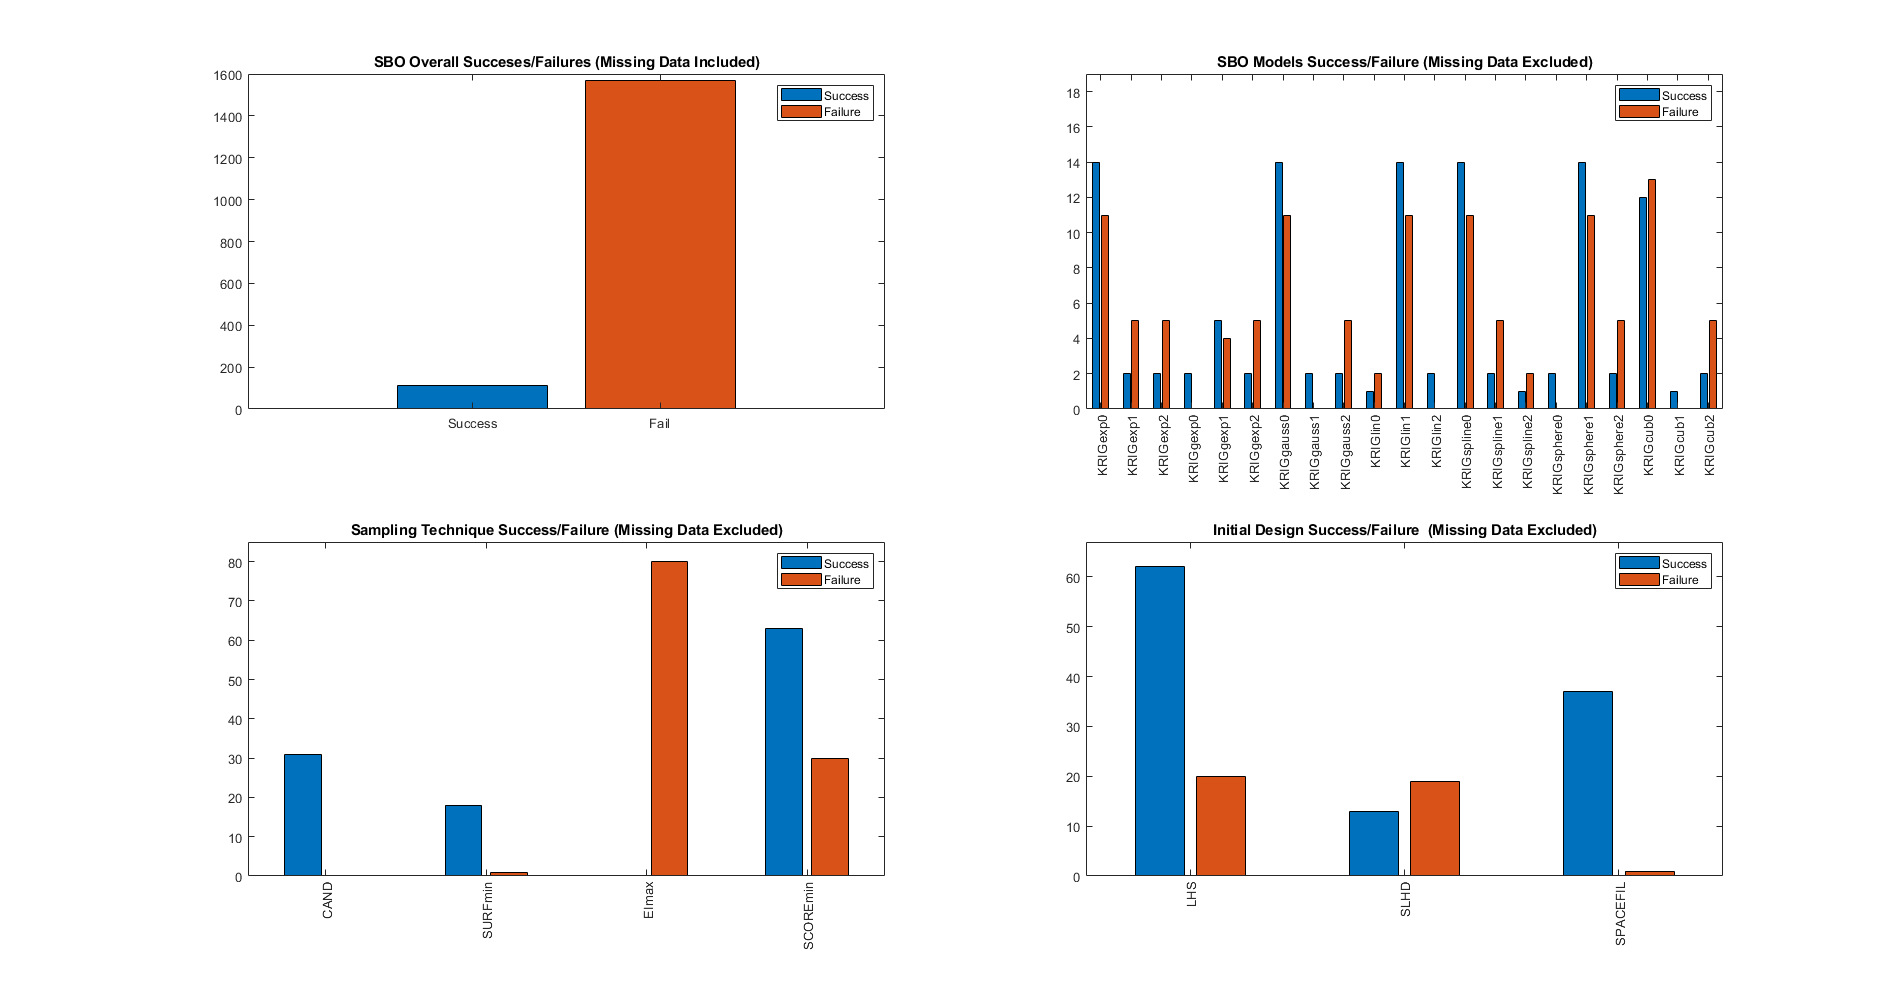 SBO Overall Succeses/Failures (Missing Data Included)
1600
1400
1200
1000
800
600
400
200
0
Success
Fail
Success
Failure
SBO Models Success/Failure (Missing Data Excluded)
18
16
14
12
10
8
6
4
2
0
KRIGexp0
KRIGexp1
KRIGexp2
KRIGgexp0
KRIGgexp1
KRIGgexp2
KRIGgauss0
KRIGgauss1
KRIGgauss2
KRIGlin0
KRIGlin1
KRIGlin2
KRIGspline0
KRIGspline1
KRIGspline2
KRIGsphere0
KRIGsphere1
KRIGsphere2
KRIGcub0
KRIGcub1
KRIGcub2
Success
Failure
Sampling Technique Success/Failure (Missing Data Excluded)
80
70
60
50
40
30
20
10
0
CAND
SURFmin
EImax
SCOREmin
Success
Failure
Initial Design Success/Failure (Missing Data Excluded)
60
50
40
30
20
10
0
LHS
SLHD
SPACEFIL
Success
Failure